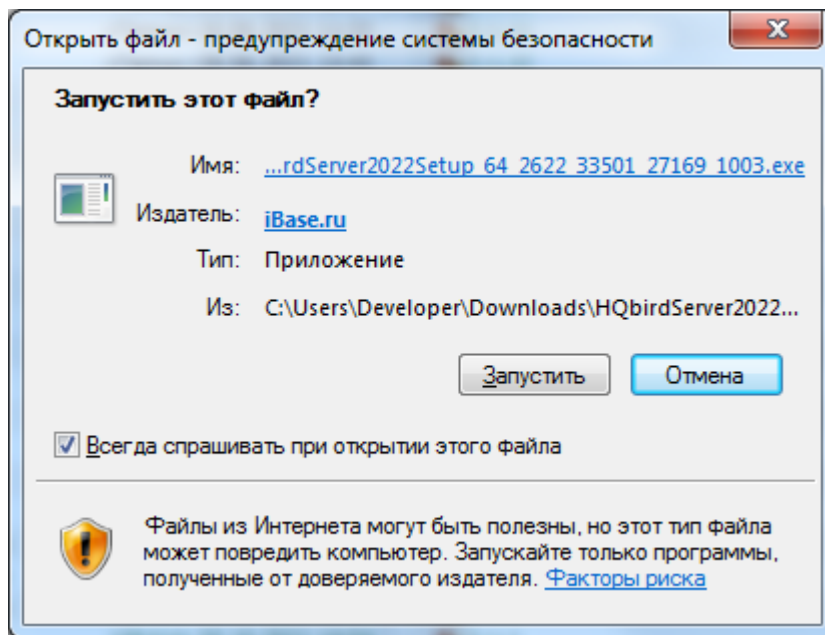 Открыть файл - предупреждение системы безопасности
Запустить этот файл?
Имя: ...rdServer2022Setup_64_2622_33501_27169_1003.exe
Издатель: iBase.ru
Тип: Приложение
Из: C:\Users\Developer\Downloads\HQbirdServer2022...
Запустить Отмена
Всегда спрашивать при открытии этого файла
Файлы из Интернета могут быть полезны, но этот тип файла
может повредить компьютер. Запускайте только программы,
полученные от доверяемого издателя. Факторы риска